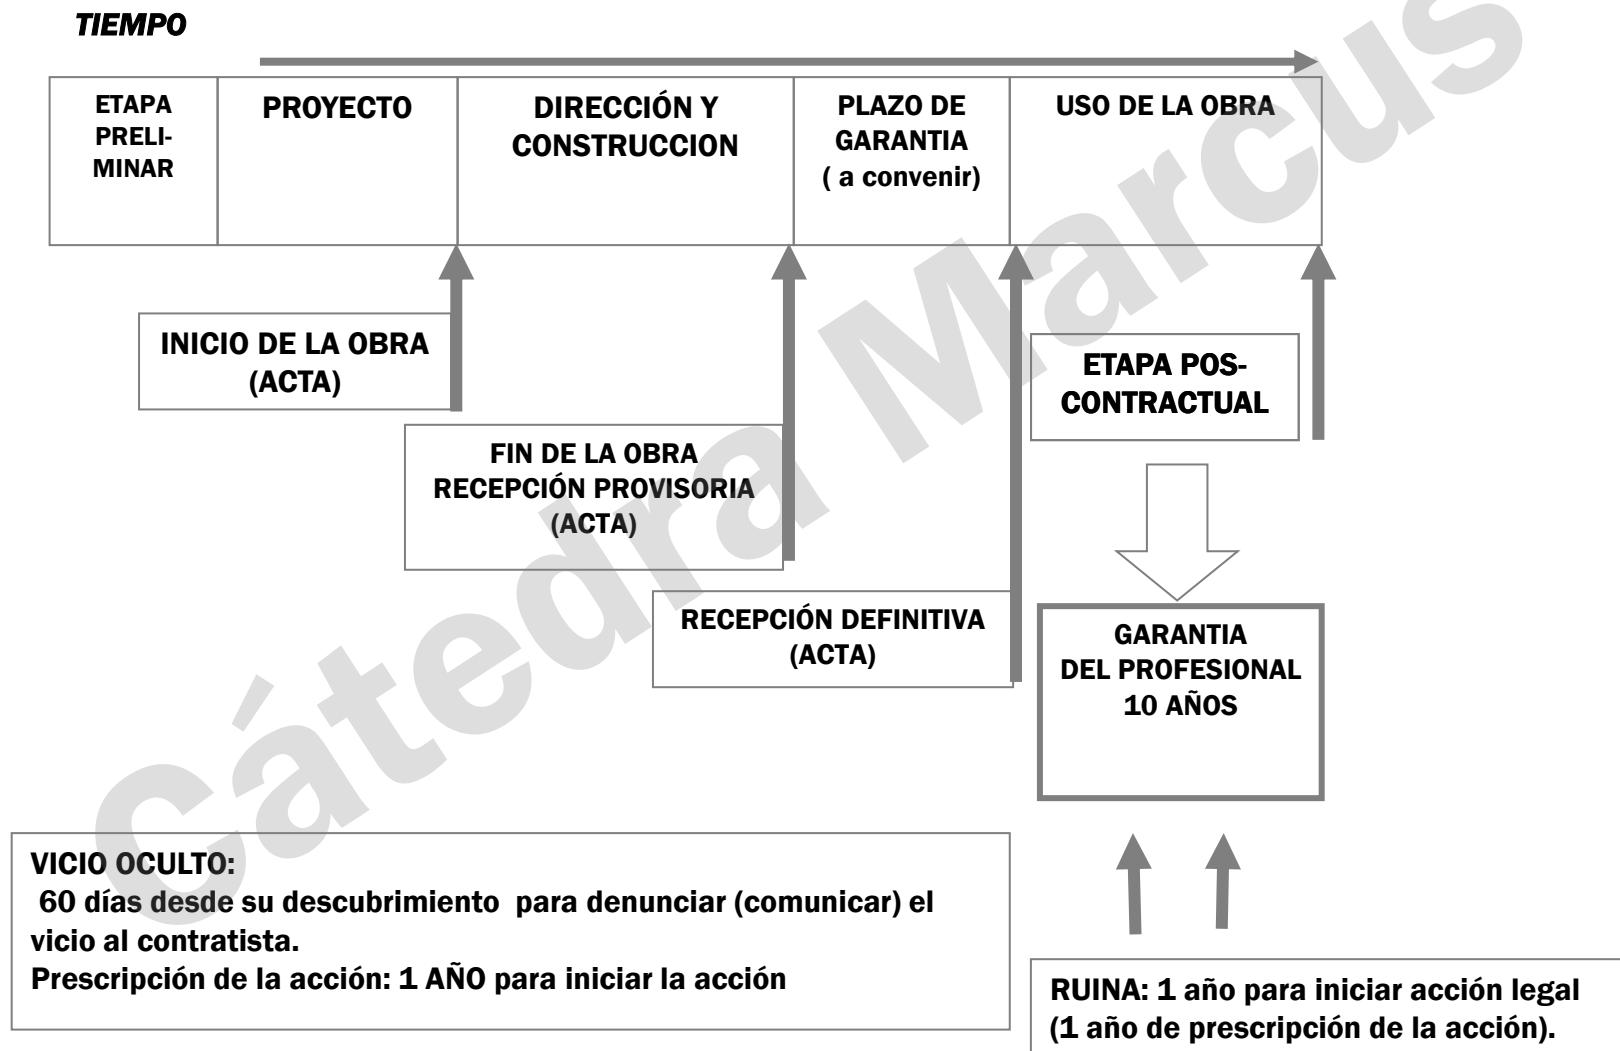 TIEMPO
ETAPA
PRELI-
MINAR
PROYECTO
DIRECCIÓN Y
CONSTRUCCION
PLAZO DE
GARANTIA
( a convenir)
USO DE LA OBRA
INICIO DE LA OBRA
(ACTA)
FIN DE LA OBRA
RECEPCIÓN PROVISORIA
(ACTA)
RECEPCIÓN DEFINITIVA
(ACTA)
ETAPA POS-
CONTRACTUAL
GARANTIA
DEL PROFESIONAL
10 AÑOS
VICIO OCULTO:
60 días desde su descubrimiento para denunciar (comunicar) el
vicio al contratista.
Prescripción de la acción: 1 AÑO para iniciar la acción
RUINA: 1 año para iniciar acción legal
(1 año de prescripción de la acción).
Cátedra Marcus